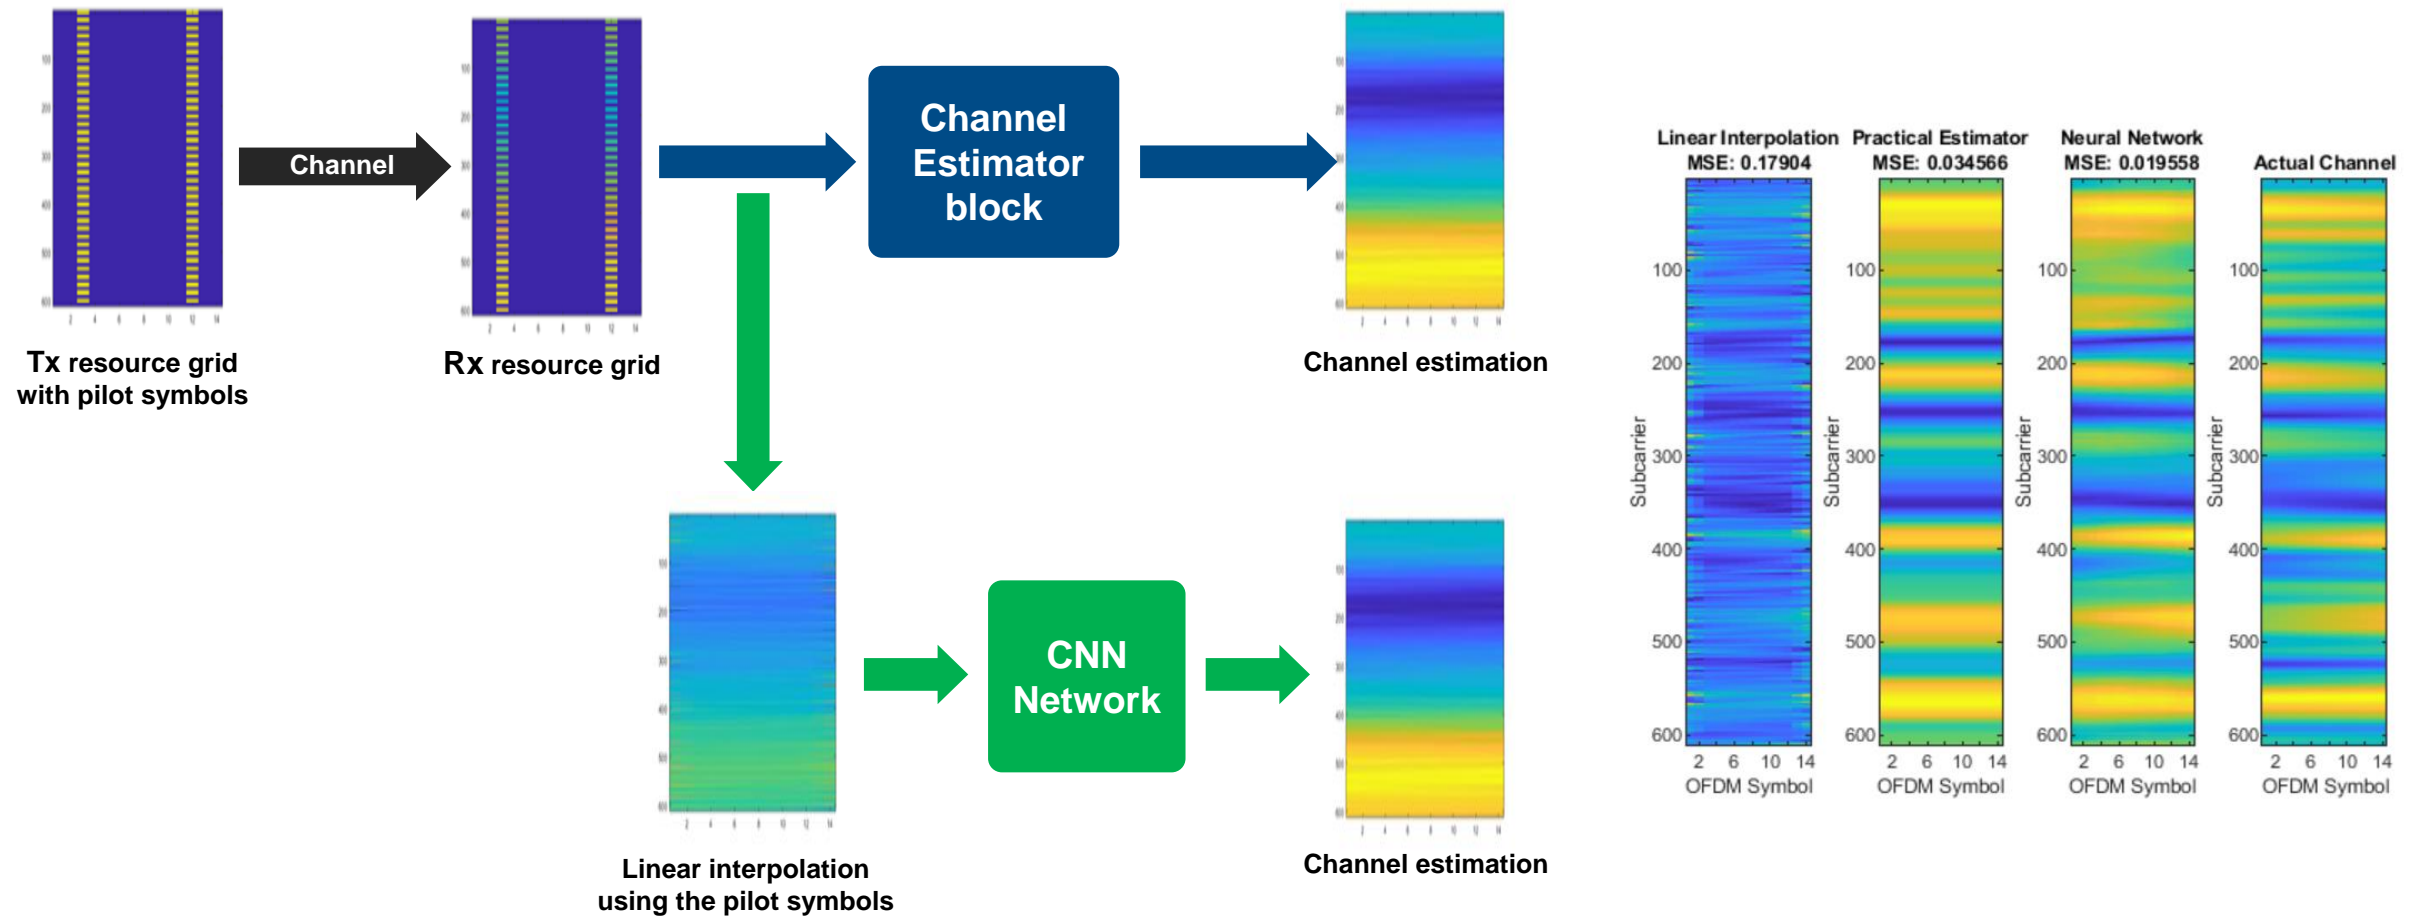 Channel
Channel
Estimator
block
Tx resource grid
with pilot symbols
Rx resource grid
Channel estimation
CNN
Network
Linear interpolation
using the pilot symbols
Channel estimation
Linear Interpolation
MSE: 0.17904
Practical Estimator
MSE: 0.034566
Neural Network
MSE: 0.019558
Actual Channel
Subcarrier
100
200
300
400
500
600
2 6 10 14
OFDM Symbol
Subcarrier
100
200
300
400
500
600
2 6 10 14
OFDM Symbol
Subcarrier
100
200
300
400
500
600
2 6 10 14
OFDM Symbol
Subcarrier
100
200
300
400
500
600
2 6 10 14
OFDM Symbol